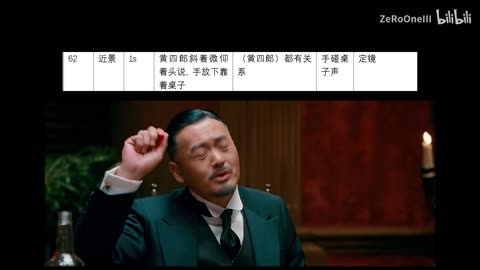 ZeRoOneIII bilibili
62 近景 1s 黄四郎斜着微仰 （黄四郎）都有关 手碰桌 定镜
着头说，手放下靠 系 子声
着桌子